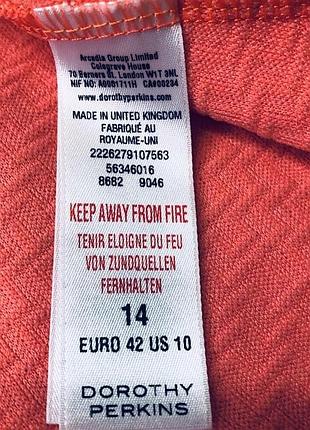 Arcadia Group Limited
Colegrave House
70 Berners St. London W1T 3NL
NIF NO: A0081711H CA#00234
www.dorothyperkins.com
MADE IN UNITED KINGDOM
FABRIQUÉ AU
ROYAUME-UNI
2226279107563
56346016
8682 9046
KEEP AWAY FROM FIRE
TENIR ELOIGNE DU FEU
VON ZUNDQUELLEN
FERNHALTEN
14
EURO 42 US 10
DOROTHY
PERKINS